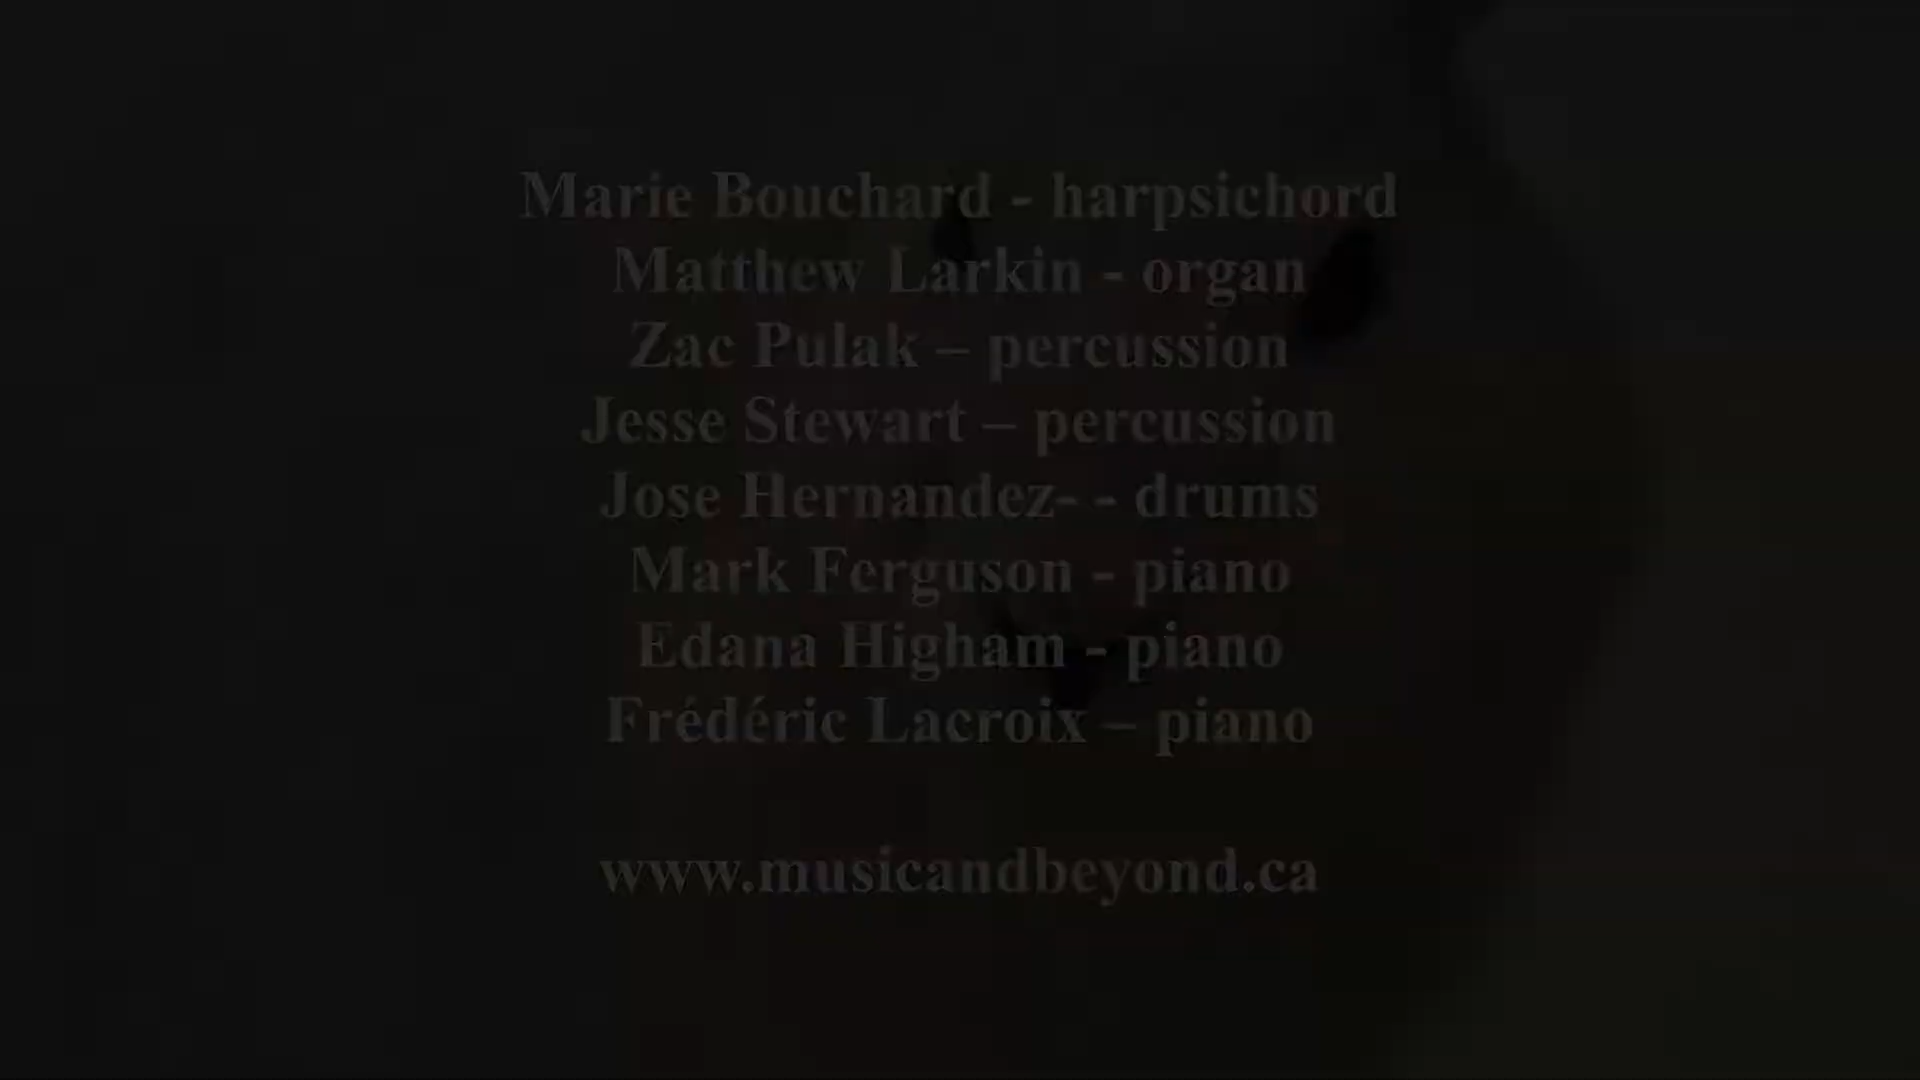 Marie Bouchard - harpsichord
Matthew Larkin - organ
Zac Pulak – percussion
Jesse Stewart – percussion
Jose Hernandez- - drums
Mark Ferguson - piano
Edana Higham - piano
Frédéric Lacroix – piano
www.musicandbeyond.ca